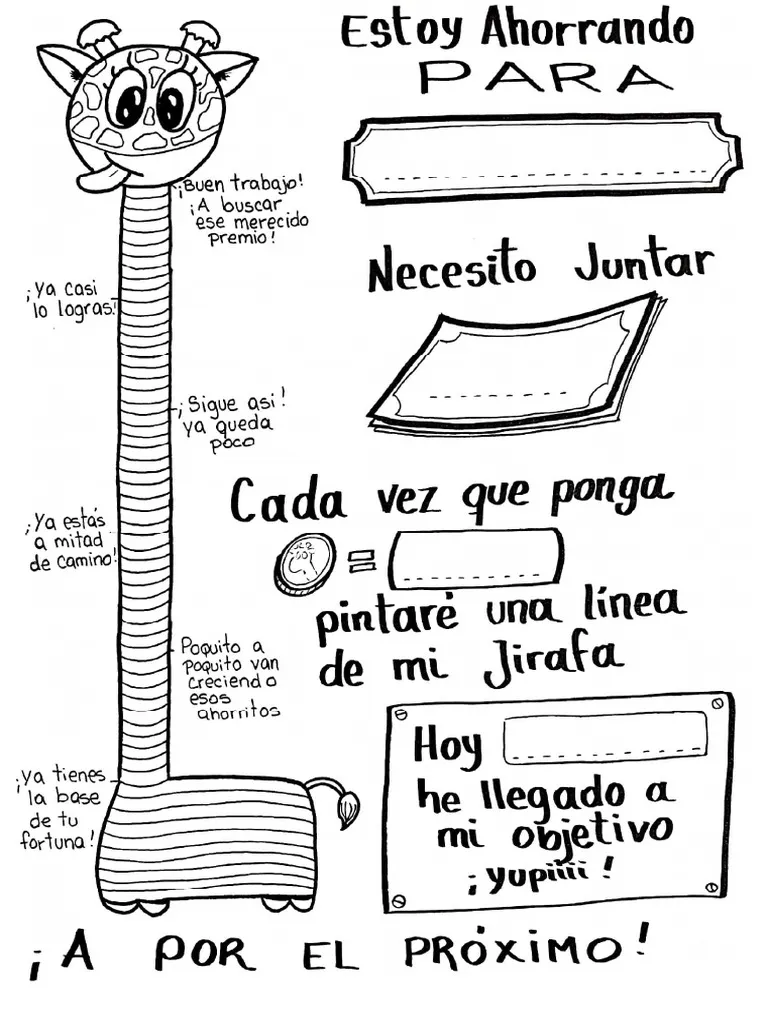 Estoy Ahorrando
PARA
¡Buen trabajo!
¡A buscar
ese merecido
premio!
Necesito Juntar
¡Ya casi
lo logras!
¡Sigue asi!
ya queda
poco
Cada vez que ponga
=
¡Ya estás
a mitad
de camino!
pintaré una línea
de mi Jirafa
Poquito a
poquito van
creciendo
esos
ahorritos
Hoy
he llegado a
mi objetivo
¡yupiiii!
¡Ya tienes
la base
de tu
fortuna!
¡A POR EL PRÓXIMO!